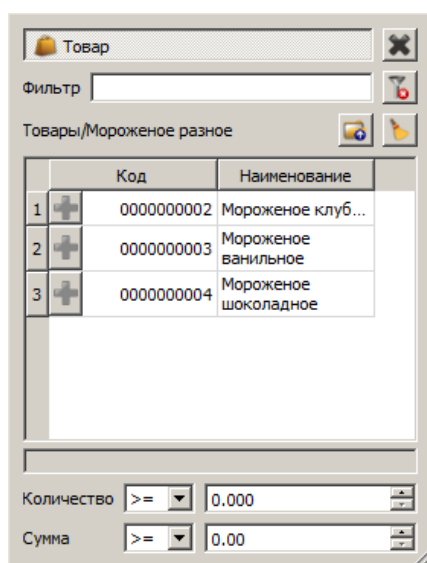 Товар
Фильтр
Товары/Мороженое разное
Код Наименование
1 0000000002 Мороженое клуб...
2 0000000003 Мороженое
ванильное
3 0000000004 Мороженое
шоколадное
Количество >= 0.000
Сумма >= 0.00